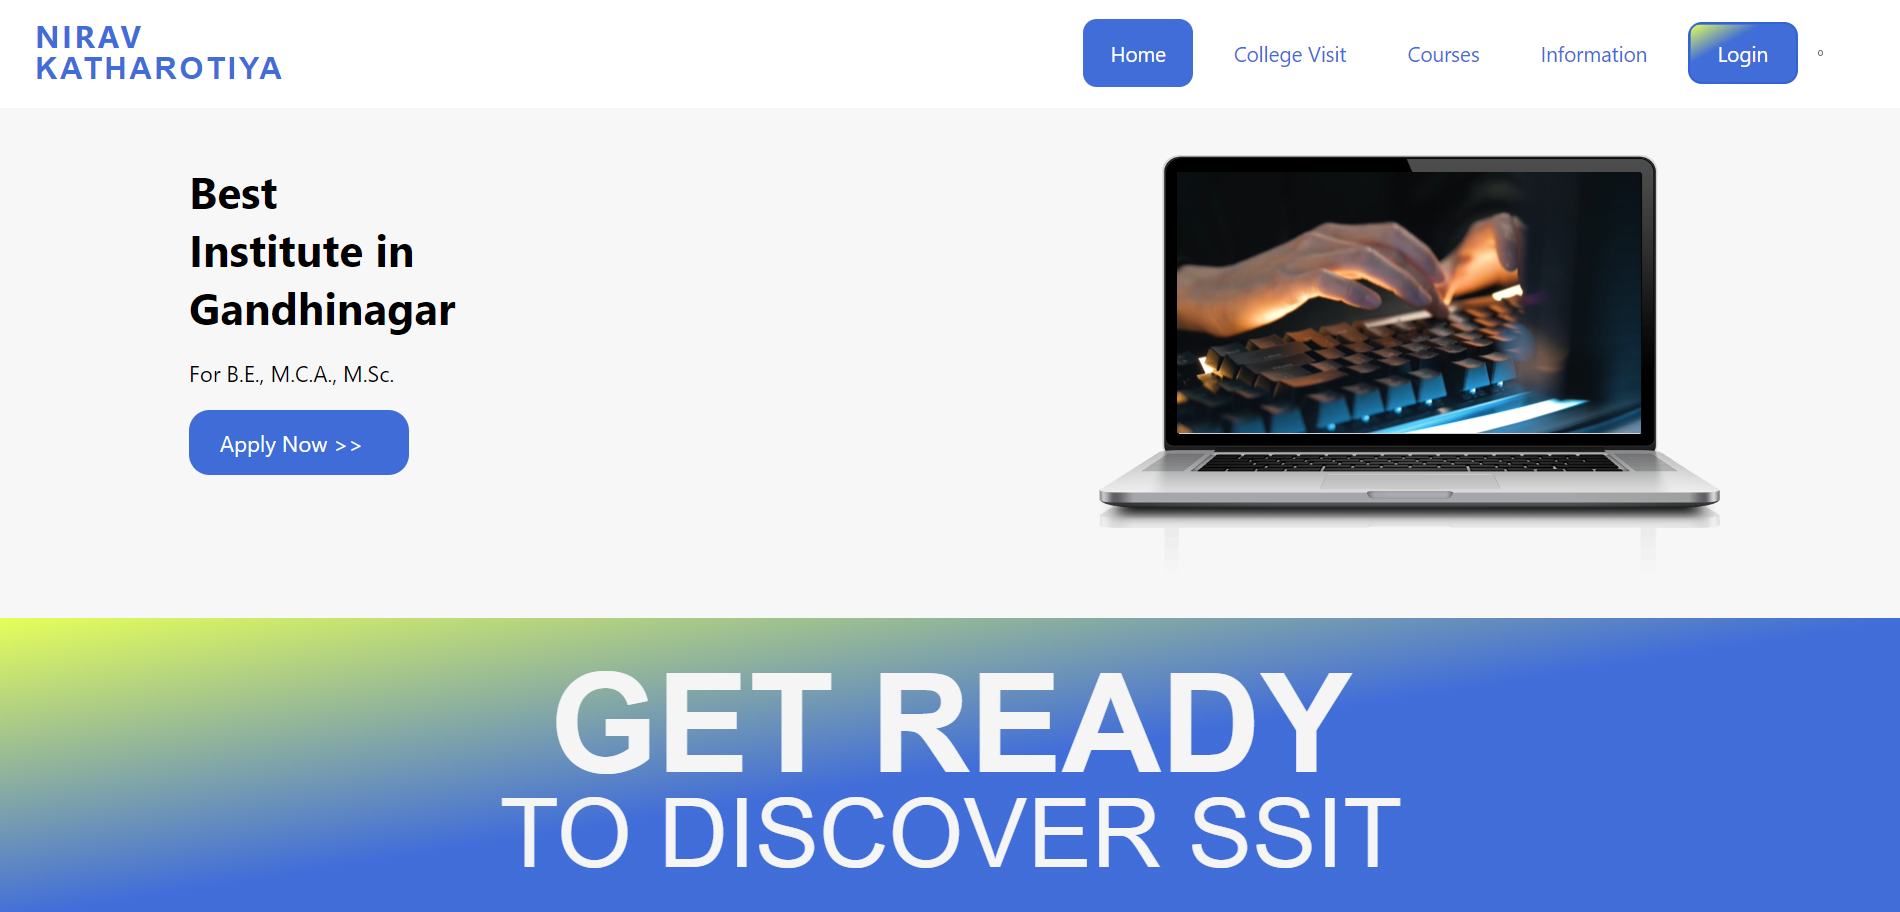 NIRAV
KATHAROTIYA
Home
College Visit
Courses
Information
Login
Best
Institute in
Gandhinagar
For B.E., M.C.A., M.Sc.
Apply Now >>
GET READY
TO DISCOVER SSIT